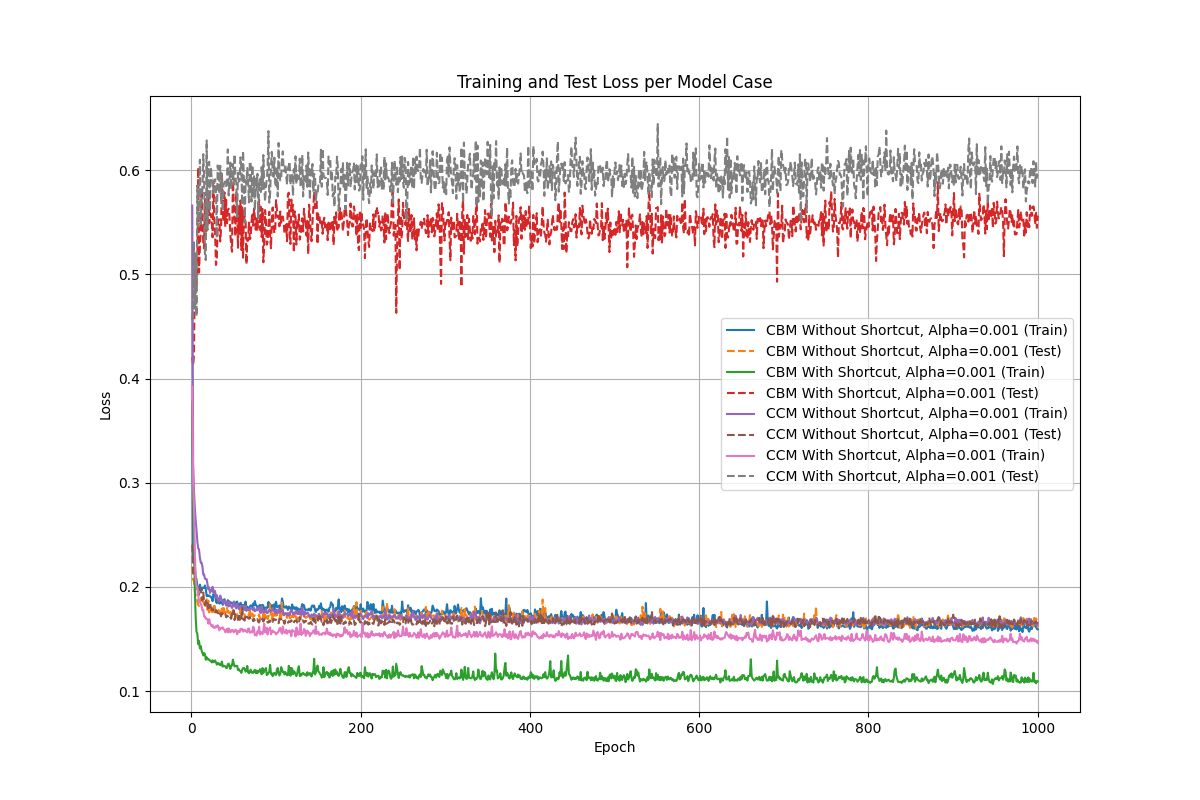 Training and Test Loss per Model Case
Loss
0.6
0.5
0.4
0.3
0.2
0.1
CBM Without Shortcut, Alpha=0.001 (Train)
CBM Without Shortcut, Alpha=0.001 (Test)
CBM With Shortcut, Alpha=0.001 (Train)
CBM With Shortcut, Alpha=0.001 (Test)
CCM Without Shortcut, Alpha=0.001 (Train)
CCM Without Shortcut, Alpha=0.001 (Test)
CCM With Shortcut, Alpha=0.001 (Train)
CCM With Shortcut, Alpha=0.001 (Test)
0 200 400 600 800 1000
Epoch